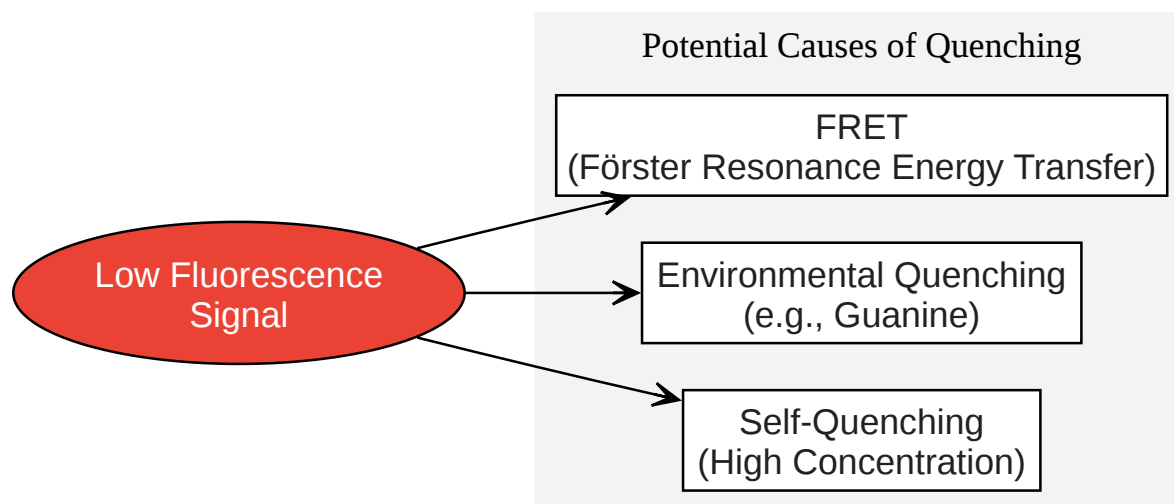 Potential Causes of Quenching
FRET
(Förster Resonance Energy Transfer)
Low Fluorescence
Signal
Environmental Quenching
(e.g., Guanine)
Self-Quenching
(High Concentration)